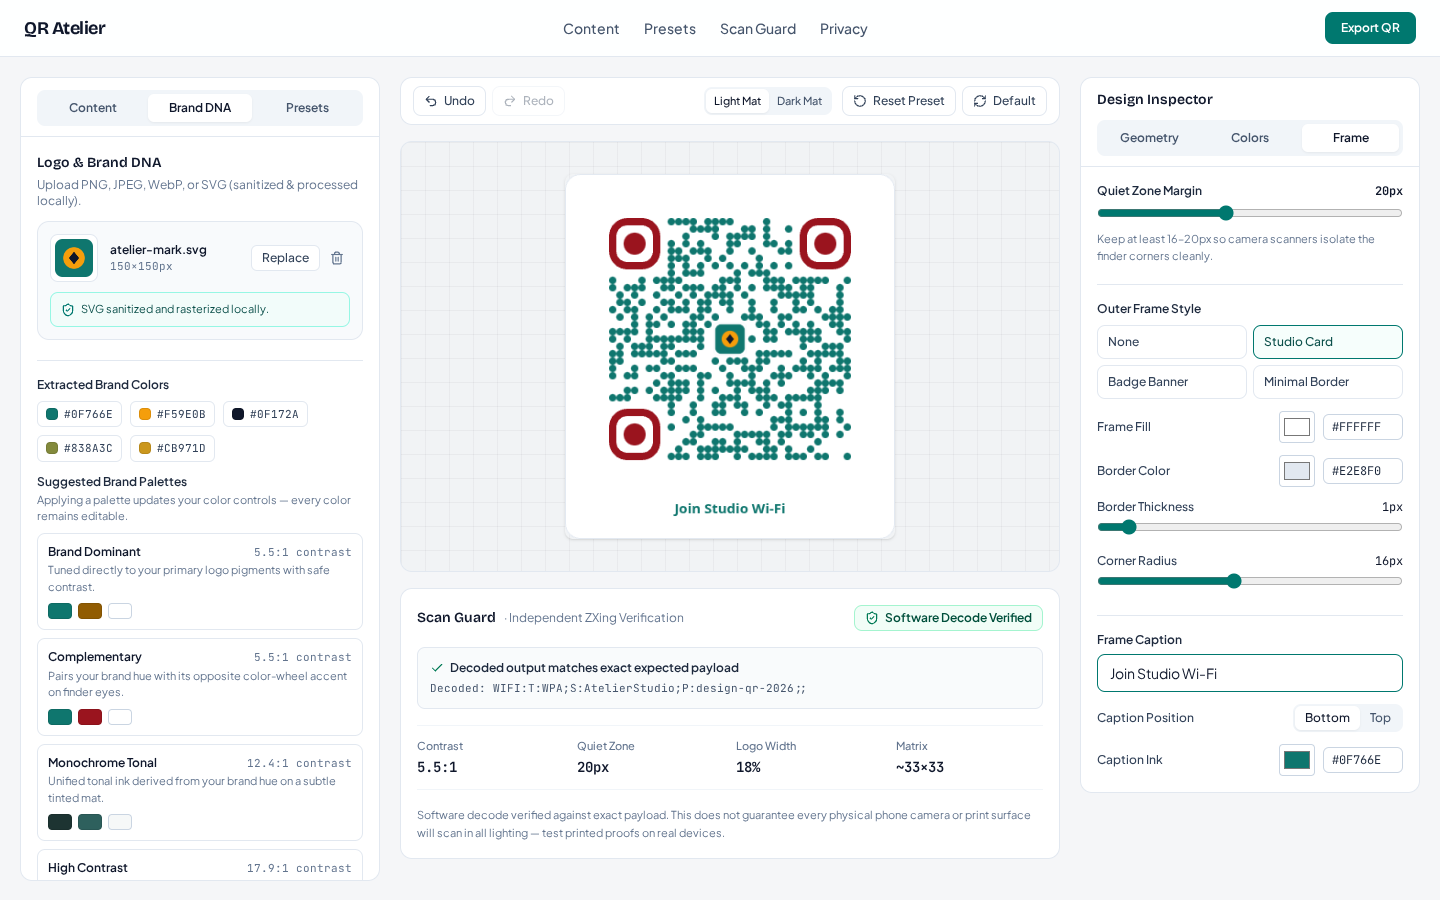 QR Atelier
Content
Presets
Scan Guard
Privacy
Export QR
Content
Brand DNA
Presets
Logo & Brand DNA
Upload PNG, JPEG, WebP, or SVG (sanitized & processed
locally).
atelier-mark.svg
150×150px
Replace
SVG sanitized and rasterized locally.
Extracted Brand Colors
#0F766E
#F59E0B
#0F172A
#838A3C
#CB971D
Suggested Brand Palettes
Applying a palette updates your color controls — every color
remains editable.
Brand Dominant
5.5:1 contrast
Tuned directly to your primary logo pigments with safe
contrast.
Complementary
5.5:1 contrast
Pairs your brand hue with its opposite color-wheel accent
on finder eyes.
Monochrome Tonal
12.4:1 contrast
Unified tonal ink derived from your brand hue on a subtle
tinted mat.
High Contrast
17.9:1 contrast
Undo
Redo
Light Mat
Dark Mat
Reset Preset
Default
Join Studio Wi-Fi
Scan Guard
· Independent ZXing Verification
Software Decode Verified
Decoded output matches exact expected payload
Decoded: WIFI:T:WPA;S:AtelierStudio;P:design-qr-2026;;
Contrast
5.5:1
Quiet Zone
20px
Logo Width
18%
Matrix
~33×33
Software decode verified against exact payload. This does not guarantee every physical phone camera or print surface
will scan in all lighting — test printed proofs on real devices.
Design Inspector
Geometry
Colors
Frame
Quiet Zone Margin
20px
Keep at least 16–20px so camera scanners isolate the
finder corners cleanly.
Outer Frame Style
None
Studio Card
Badge Banner
Minimal Border
Frame Fill
#FFFFFF
Border Color
#E2E8F0
Border Thickness
1px
Corner Radius
16px
Frame Caption
Join Studio Wi-Fi
Caption Position
Bottom
Top
Caption Ink
#0F766E